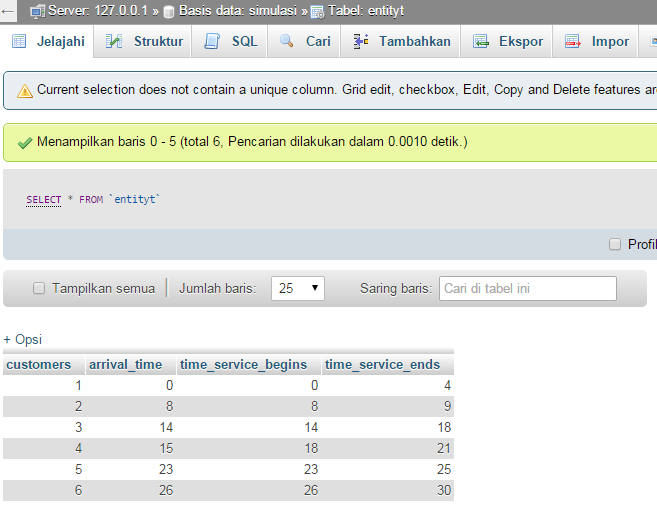 Server: 127.0.0.1 » Basis data: simulasi » Tabel: entityt
Jelajahi Struktur SQL Cari Tambahkan Ekspor Impor
Current selection does not contain a unique column. Grid edit, checkbox, Edit, Copy and Delete features
Menampilkan baris 0 - 5 (total 6, Pencarian dilakukan dalam 0.0010 detik.)
SELECT * FROM `entityt`
Profil
Tampilkan semua Jumlah baris: 25 Saring baris: Cari di tabel ini
+ Opsi
customers arrival_time time_service_begins time_service_ends
1 0 0 4
2 8 8 9
3 14 14 18
4 15 18 21
5 23 23 25
6 26 26 30